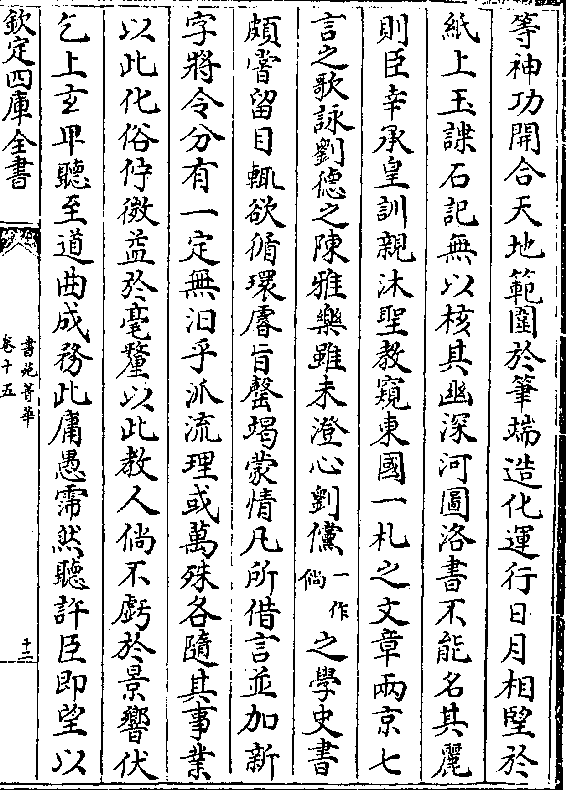 等神功開合天地範圍於筆端造化運行日月相望於
紙上玉諜石記無以核其幽深河圖洛書不能名其麗
則臣幸承皇訓親沐聖教窺東國一札之文章兩京七
言之歌詠劉德之陳雅樂雖未澄心劉儻一作倘之學史書
頗嘗留目輒欲循環睿旨罄竭蒙情凡所借言並加新
字將令分有一定無汩乎派流理或萬殊各隨其事業
以此化俗佇徵益於毫釐以此教人倘不虧於景響伏
乞上玄卑聽至道曲成務此庸愚霈然聽許臣即望以
欽定四庫全書
書苑菁華
卷十五
十三